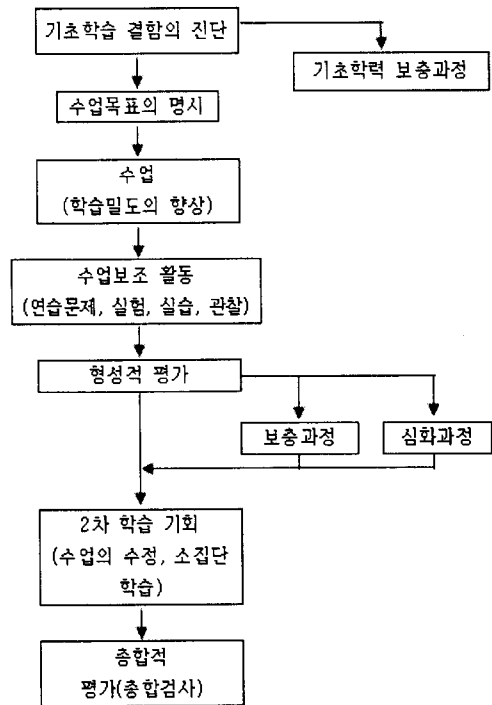 기초학습 결함의 진단
기초학력 보충과정
수업목표의 명시
수업
(학습밀도의 향상)
수업보조 활동
(연습문제, 실험, 실습, 관찰)
형성적 평가
보충과정
심화과정
2차 학습 기회
(수업의 수정, 소집단
학습)
총합적
평가(총합검사)